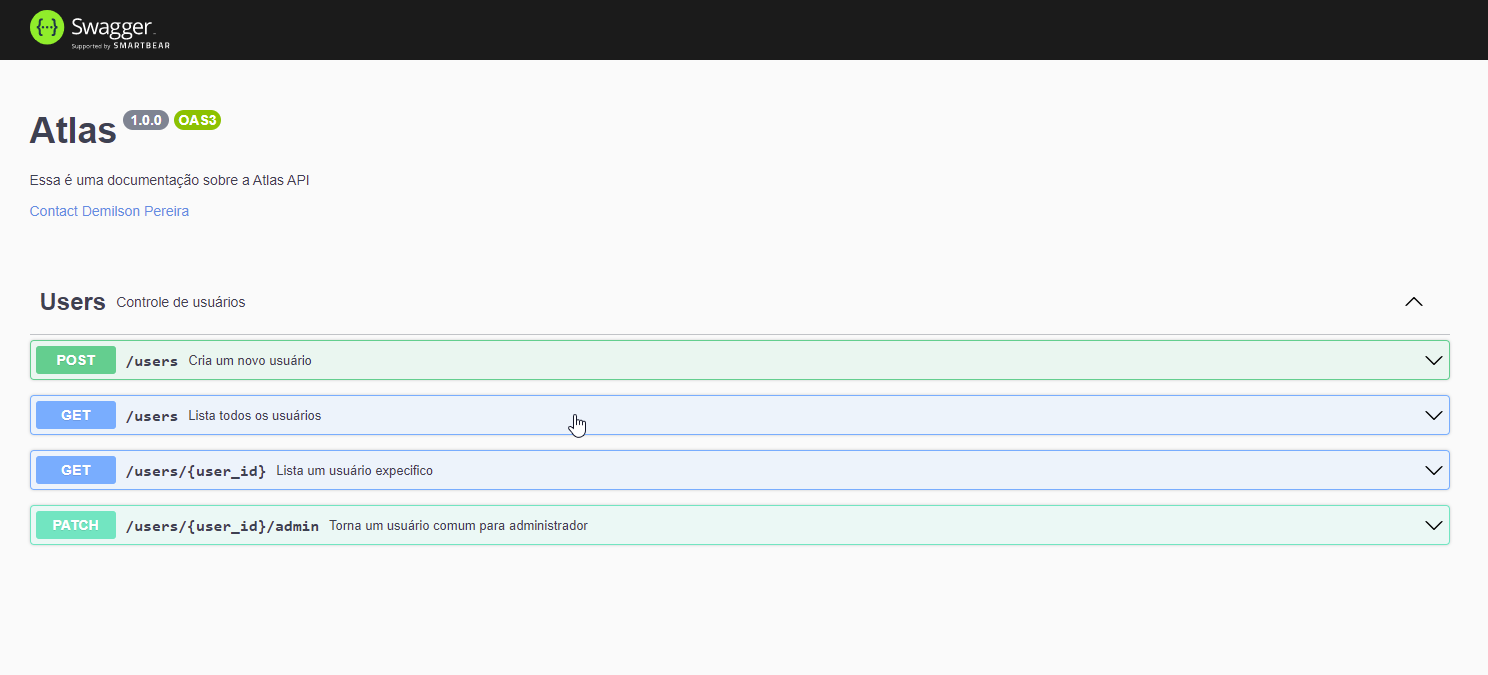 Swagger
Supported by SMARTBEAR
Atlas 1.0.0 OAS3
Essa é uma documentação sobre a Atlas API
Contact Demilson Pereira
Users Controle de usuários
POST /users Cria um novo usuário
GET /users Lista todos os usuários
GET /users/{user_id} Lista um usuário expecifico
PATCH /users/{user_id}/admin Torna um usuário comum para administrador